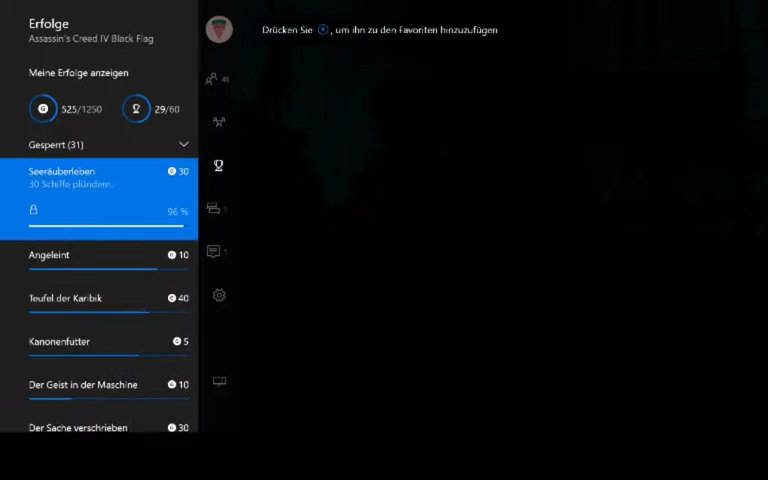 Erfolge
Assassin's Creed IV Black Flag
Drücken Sie X, um ihn zu den Favoriten hinzuzufügen
Meine Erfolge anzeigen
G 525/1250 29/60
Gesperrt (31)
Seeräuberleben G 30
30 Schiffe plündern.
96 %
Angeleint G 10
Teufel der Karibik G 40
Kanonenfutter G 5
Der Geist in der Maschine G 10
Der Sache verschrieben G 30